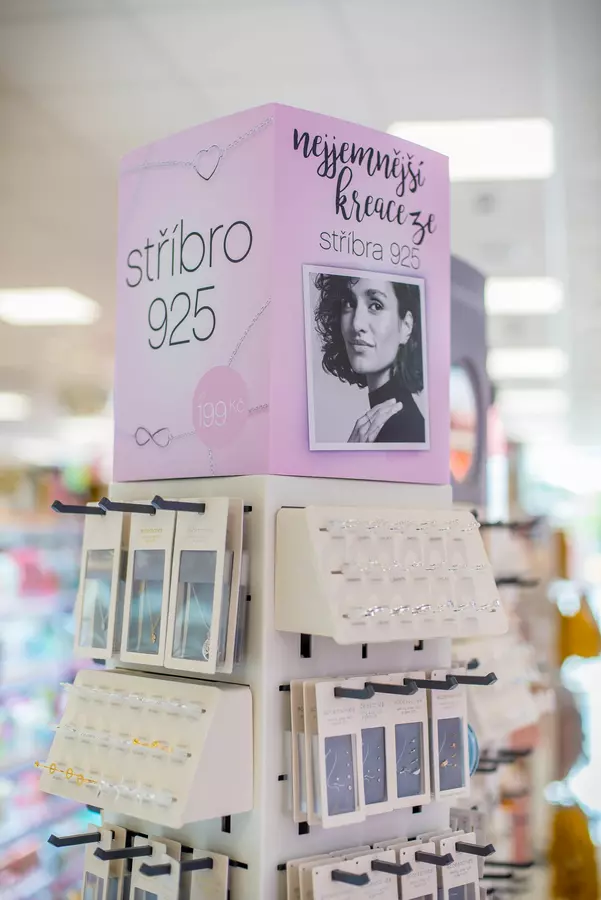 stříbro
925
199 Kč
nejjemnější
kreace ze
stříbra 925